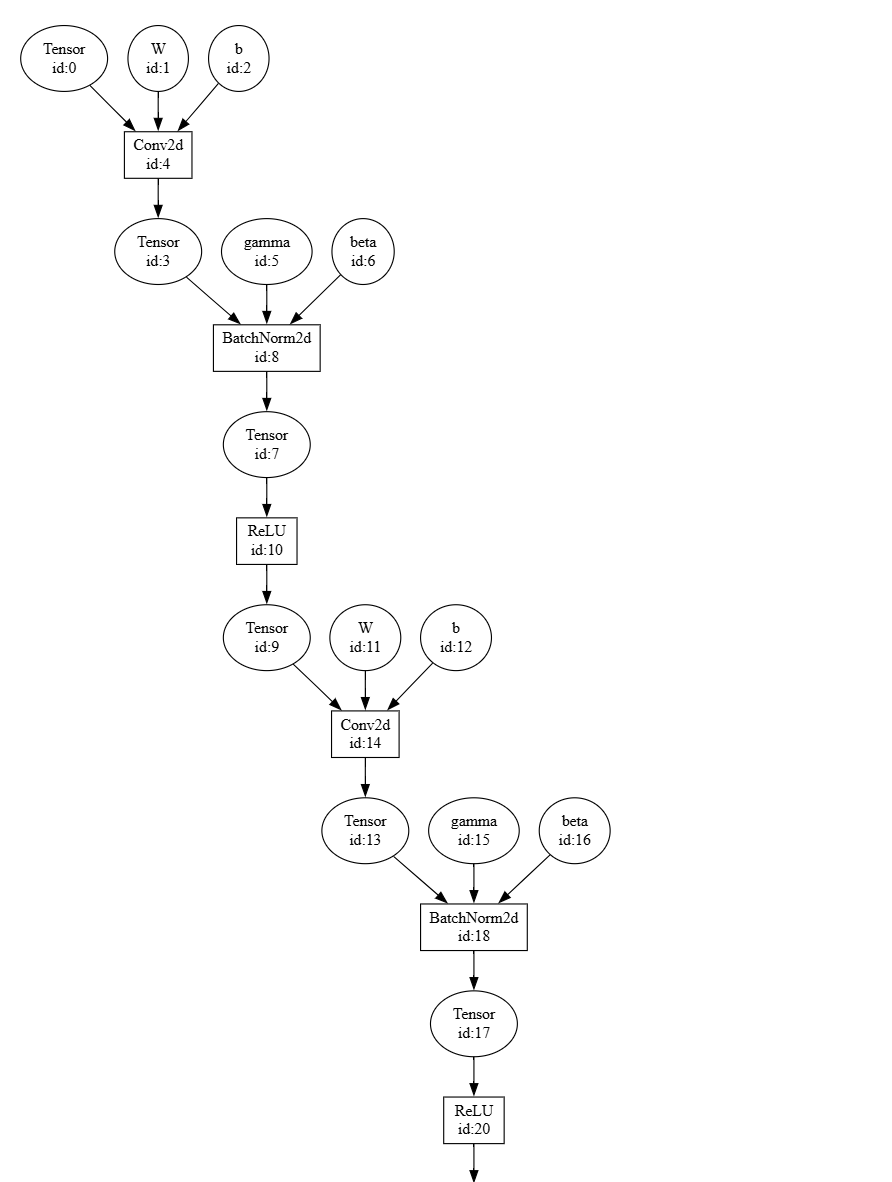 Tensor
id:0
W
id:1
b
id:2
Conv2d
id:4
Tensor
id:3
gamma
id:5
beta
id:6
BatchNorm2d
id:8
Tensor
id:7
ReLU
id:10
Tensor
id:9
W
id:11
b
id:12
Conv2d
id:14
Tensor
id:13
gamma
id:15
beta
id:16
BatchNorm2d
id:18
Tensor
id:17
ReLU
id:20